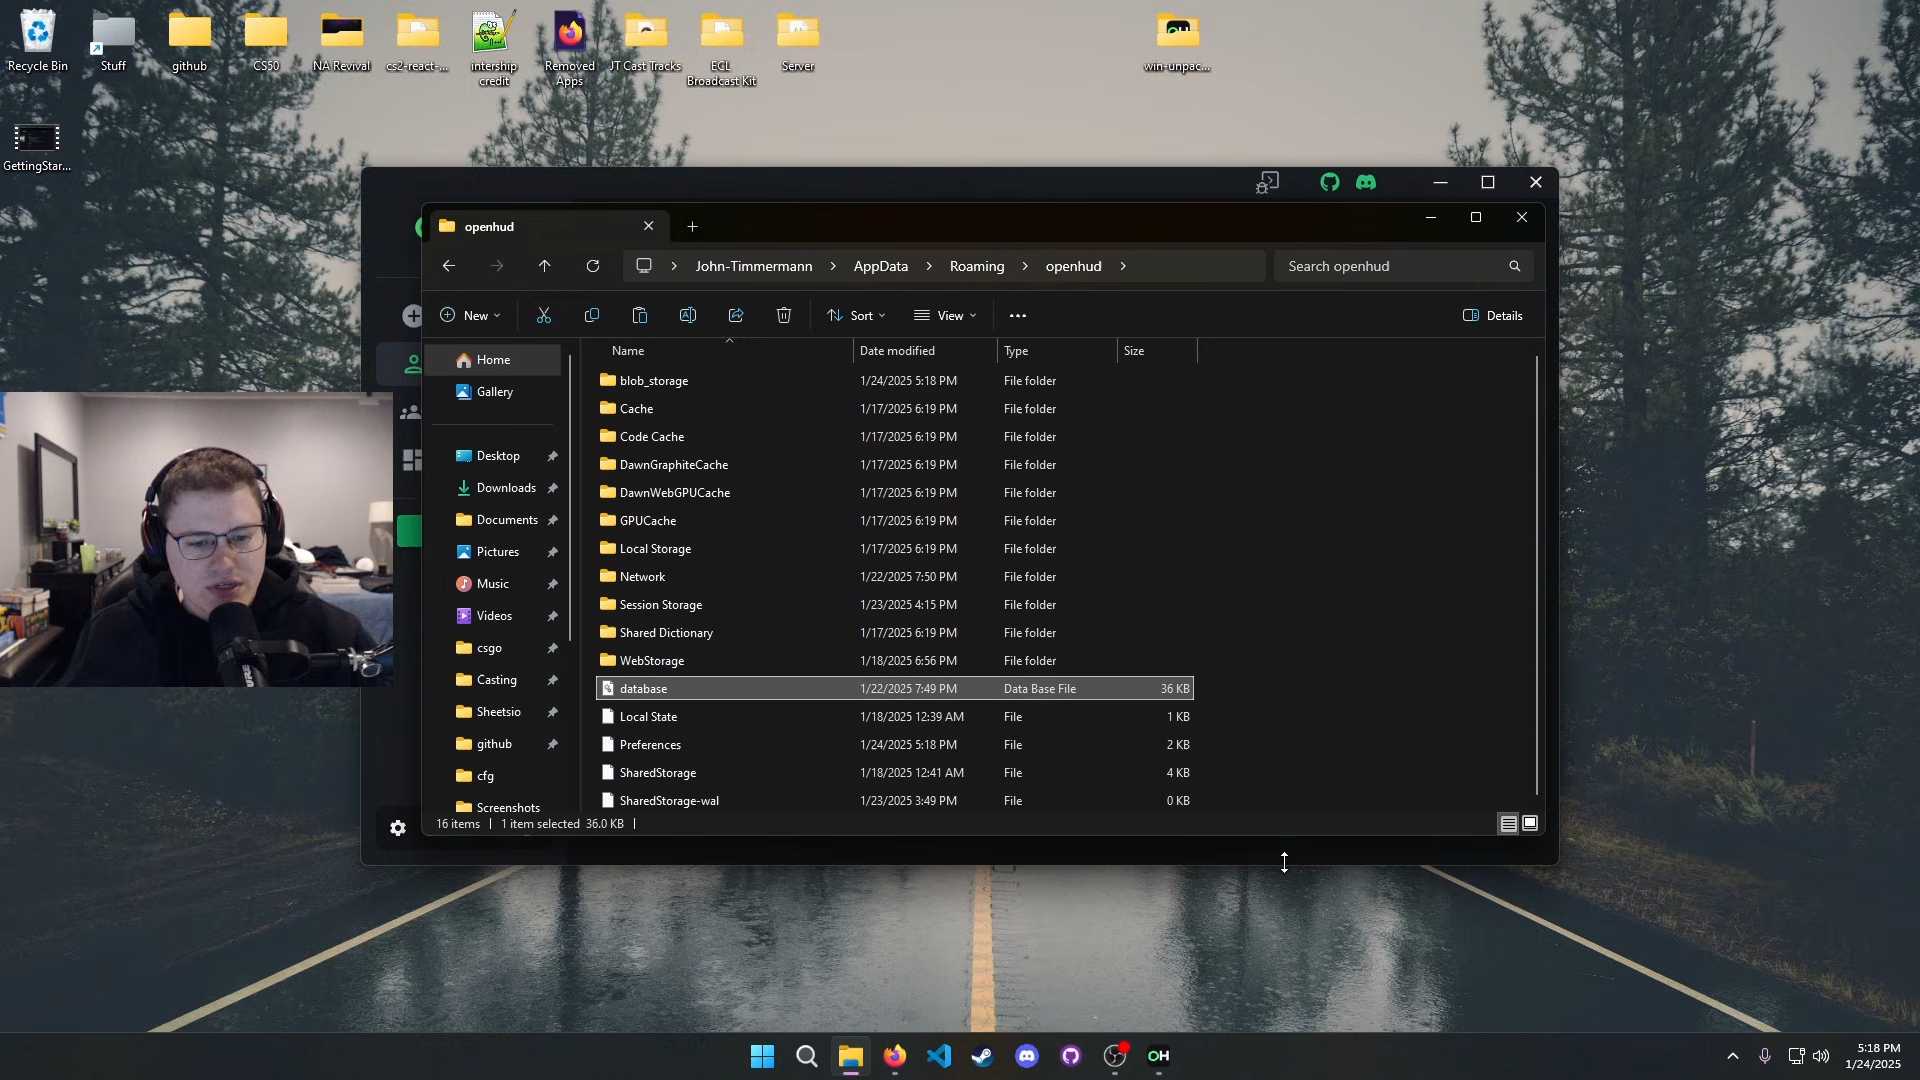 Recycle Bin
Stuff
github
CS50
NA Revival
cs2-react-...
intership
credit
Removed
Apps
JT Cast Tracks
ECL
Broadcast Kit
Server
win-unpac...
GettingStar...
openhud
John-Timmermann
AppData
Roaming
openhud
Search openhud
New
Sort
View
Details
Home
Gallery
Desktop
Downloads
Documents
Pictures
Music
Videos
csgo
Casting
Sheetsio
github
cfg
Screenshots
Name Date modified Type Size
blob_storage 1/24/2025 5:18 PM File folder
Cache 1/17/2025 6:19 PM File folder
Code Cache 1/17/2025 6:19 PM File folder
DawnGraphiteCache 1/17/2025 6:19 PM File folder
DawnWebGPUCache 1/17/2025 6:19 PM File folder
GPUCache 1/17/2025 6:19 PM File folder
Local Storage 1/17/2025 6:19 PM File folder
Network 1/22/2025 7:50 PM File folder
Session Storage 1/23/2025 4:15 PM File folder
Shared Dictionary 1/17/2025 6:19 PM File folder
WebStorage 1/18/2025 6:56 PM File folder
database 1/22/2025 7:49 PM Data Base File 36 KB
Local State 1/18/2025 12:39 AM File 1 KB
Preferences 1/24/2025 5:18 PM File 2 KB
SharedStorage 1/18/2025 12:41 AM File 4 KB
SharedStorage-wal 1/23/2025 3:49 PM File 0 KB
16 items | 1 item selected 36.0 KB |
OH
5:18 PM
1/24/2025